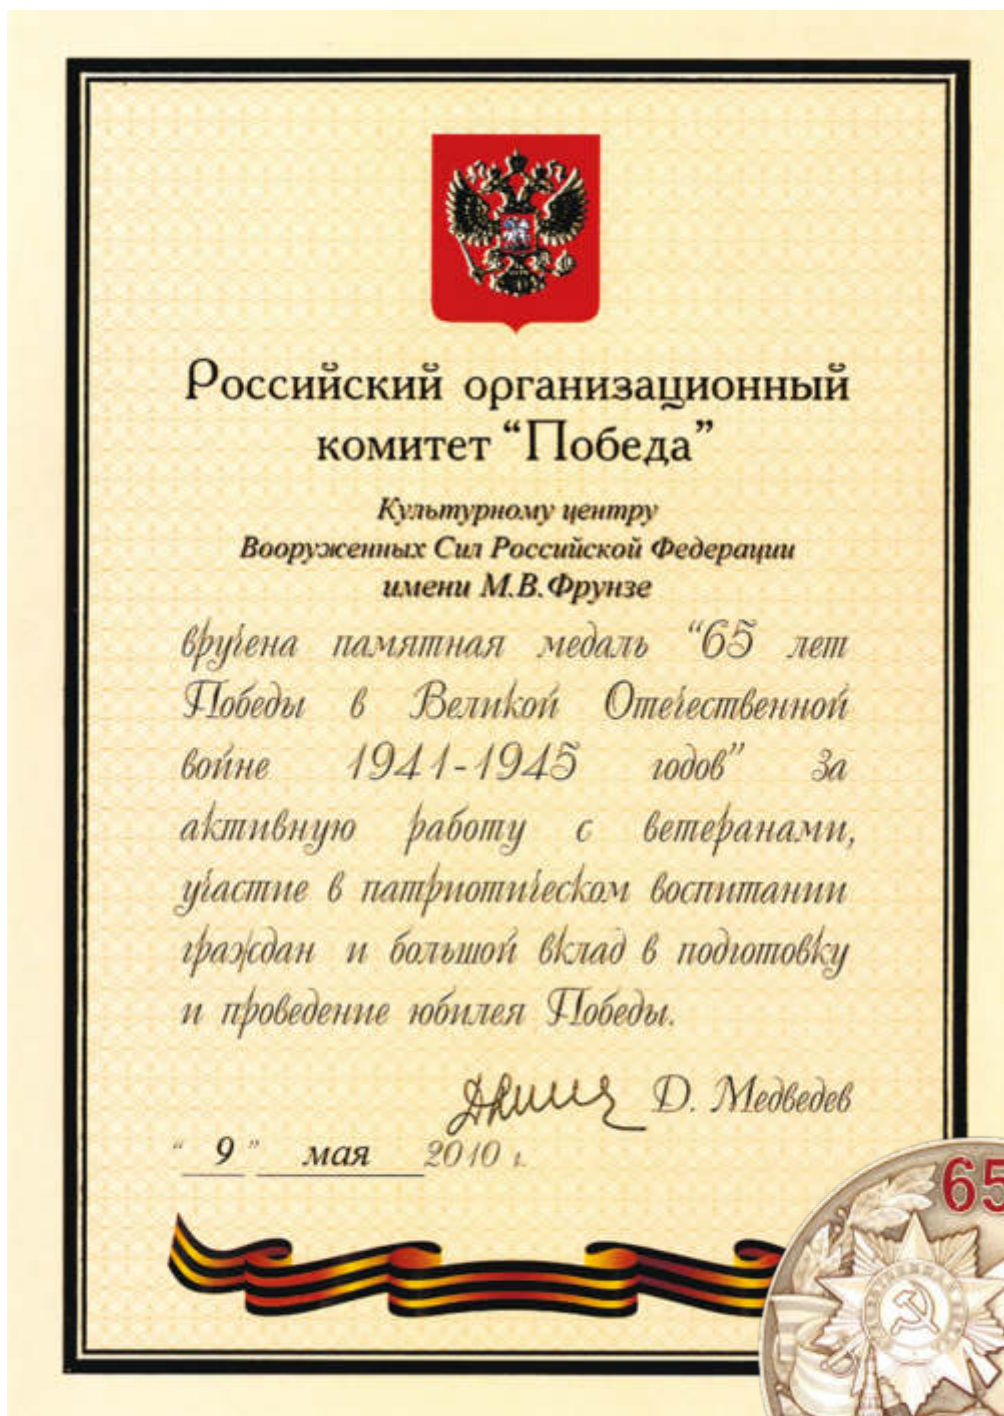 Российский организационный
комитет “Победа”
Культурному центру
Вооруженных Сил Российской Федерации
имени М.В.Фрунзе
вручена памятная медаль “65 лет
Победы в Великой Отечественной
войне 1941-1945 годов” за
активную работу с ветеранами,
участие в патриотическом воспитании
граждан и большой вклад в подготовку
и проведение юбилея Победы.
Д. Медведев
“ 9 ” мая 2010 г.
65